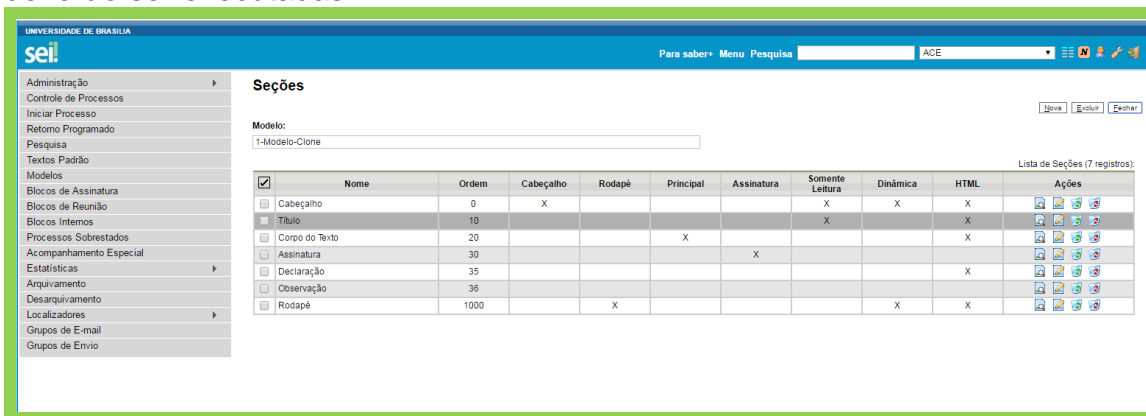 UNIVERSIDADE DE BRASILIA
sei!
Para saber+ Menu Pesquisa ACE
Administração
Controle de Processos
Iniciar Processo
Retorno Programado
Pesquisa
Textos Padrão
Modelos
Blocos de Assinatura
Blocos de Reunião
Blocos Internos
Processos Sobrestados
Acompanhamento Especial
Estatísticas
Arquivamento
Desarquivamento
Localizadores
Grupos de E-mail
Grupos de Envio
Seções
Nova Excluir Fechar
Modelo:
1-Modelo-Clone
Lista de Seções (7 registros):
Nome Ordem Cabeçalho Rodapé Principal Assinatura Somente Leitura Dinâmica HTML Ações
Cabeçalho 0 X X X X
Título 10 X X
Corpo do Texto 20 X X
Assinatura 30 X
Declaração 35 X
Observação 36
Rodapé 1000 X X X